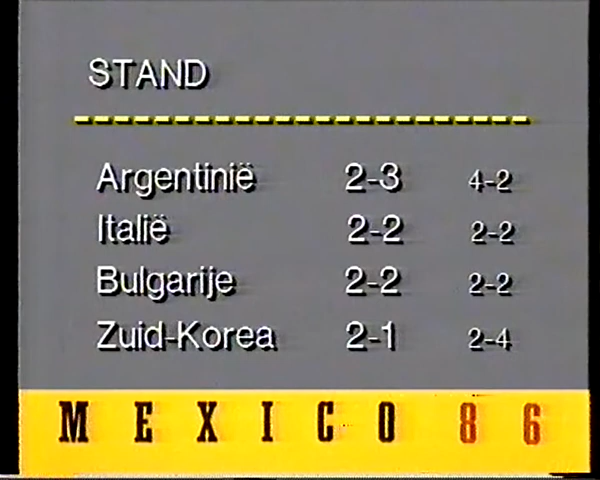 STAND
Argentinië 2-3 4-2
Italië 2-2 2-2
Bulgarije 2-2 2-2
Zuid-Korea 2-1 2-4
MEXICO 86